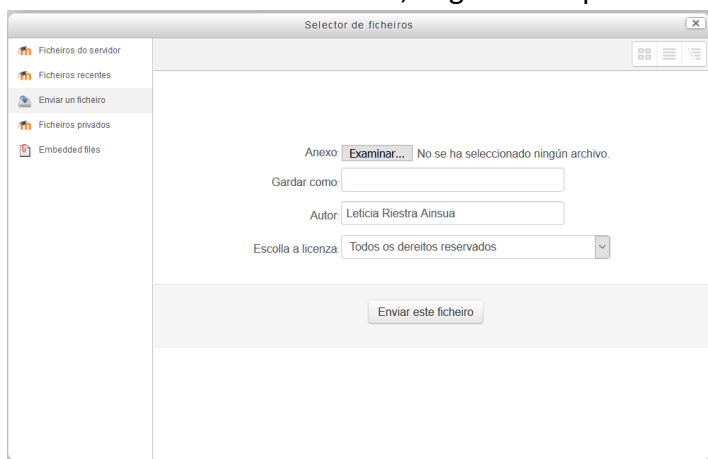 Selector de ficheiros
Ficheiros do servidor
Ficheiros recentes
Enviar un ficheiro
Ficheiros privados
Embedded files
Anexo: Examinar... No se ha seleccionado ningún archivo.
Gardar como:
Autor: Leticia Riestra Ainsua
Escolla a licenza: Todos os dereitos reservados
Enviar este ficheiro